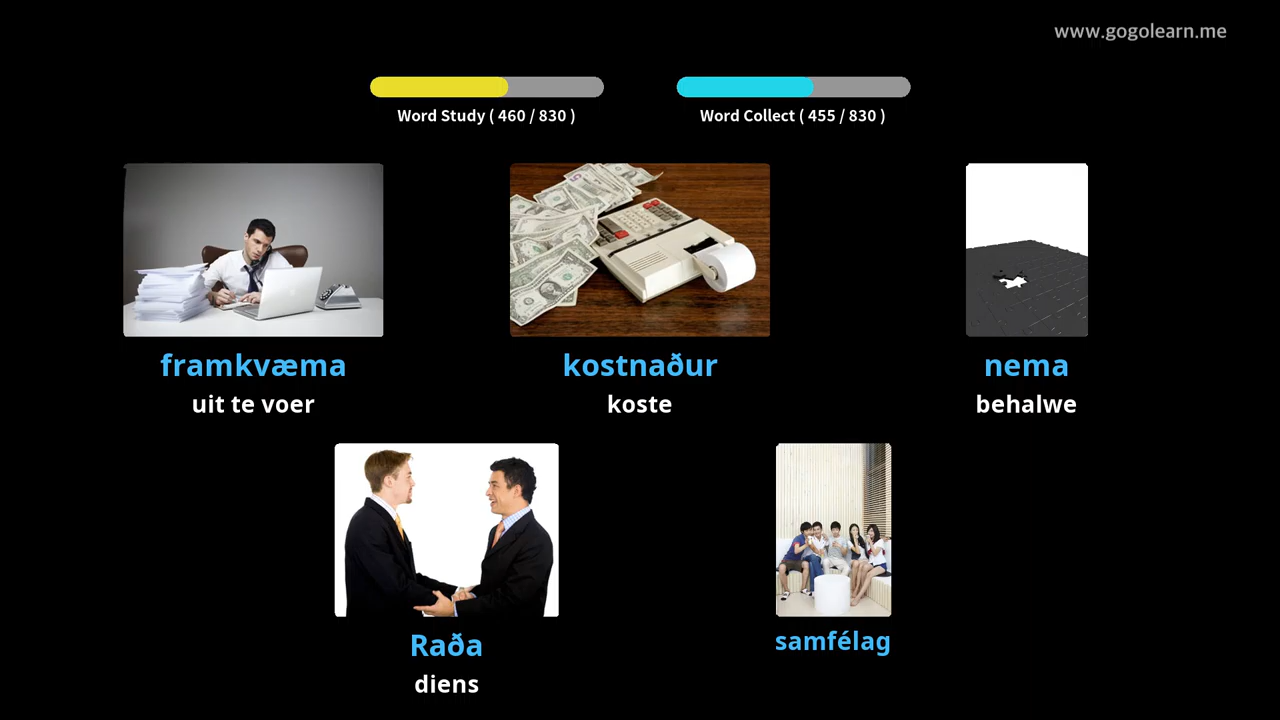 www.gogolearn.me
Word Study ( 460 / 830 )
Word Collect ( 455 / 830 )
framkvæma
uit te voer
kostnaður
koste
nema
behalwe
Raða
diens
samfélag